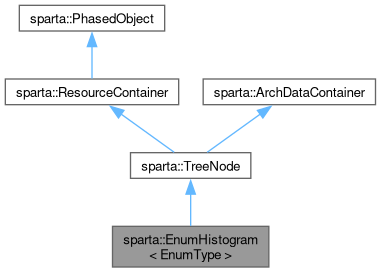 sparta::PhasedObject
sparta::ResourceContainer
sparta::ArchDataContainer
sparta::TreeNode
sparta::EnumHistogram
< EnumType >